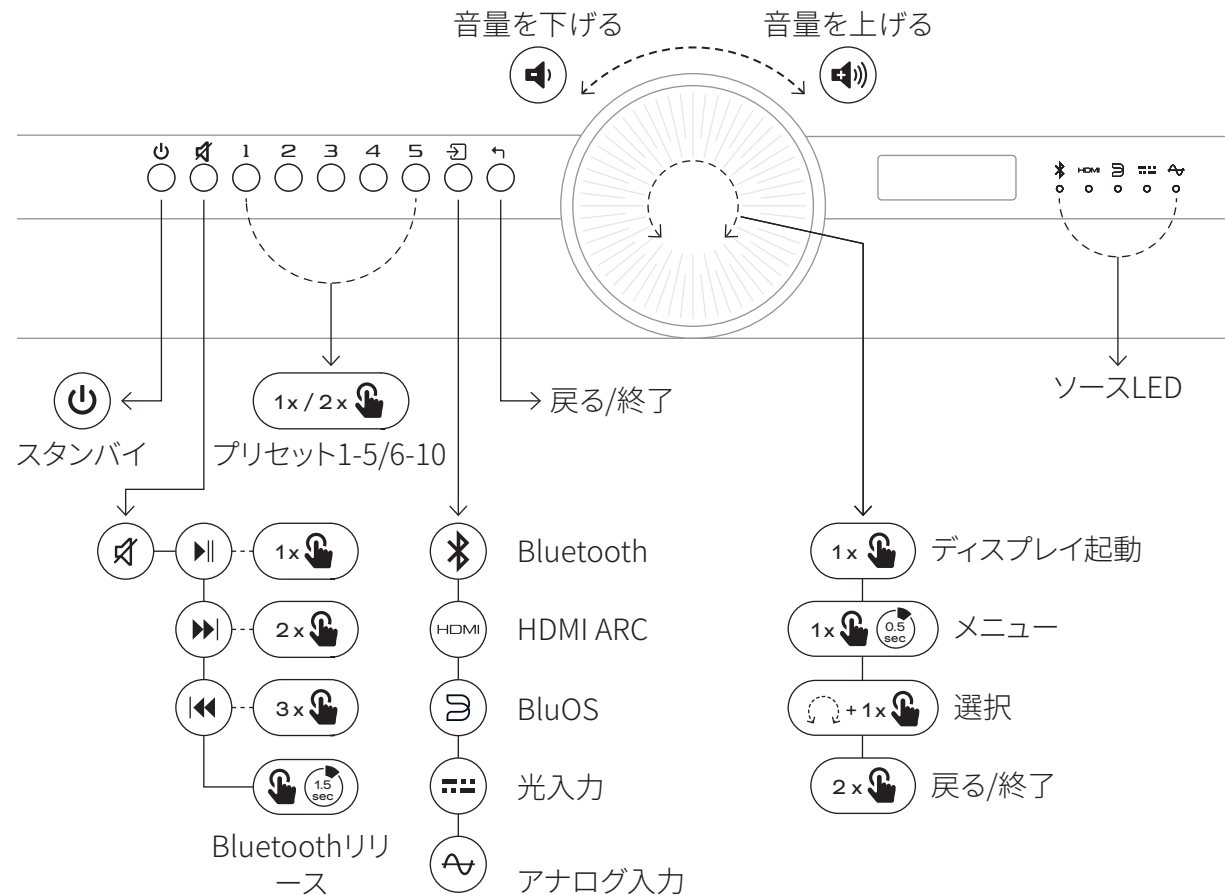 音量を下げる
音量を上げる
1 2 3 4 5
HDMI
スタンバイ
1x / 2x
プリセット1-5/6-10
戻る/終了
ソースLED
1x
2x
3x
1.5
sec
Bluetoothリリ
ース
Bluetooth
HDMI
HDMI ARC
BluOS
光入力
アナログ入力
1x
ディスプレイ起動
1x
0.5
sec
メニュー
+ 1x
選択
2x
戻る/終了